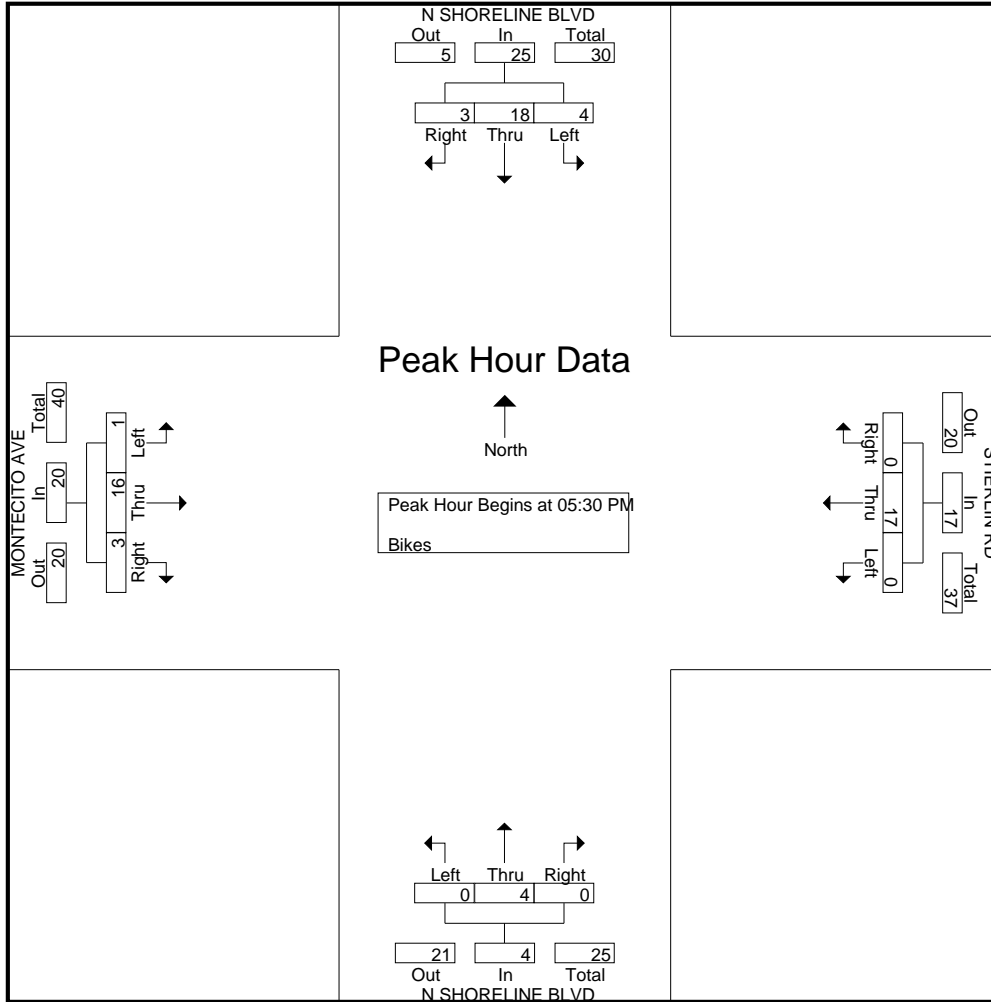 N SHORELINE BLVD
Out In Total
5 25 30
3 18 4
Right Thru Left
Peak Hour Data
North
Peak Hour Begins at 05:30 PM
Bikes
MONTECITO AVE
Total In Out
40 20 20
1 16 3
Left Thru Right
Right Thru Left
0 17 0
Out In Total
20 17 37
RD
Left Thru Right
0 4 0
21 4 25
Out In Total
N SHORELINE BLVD